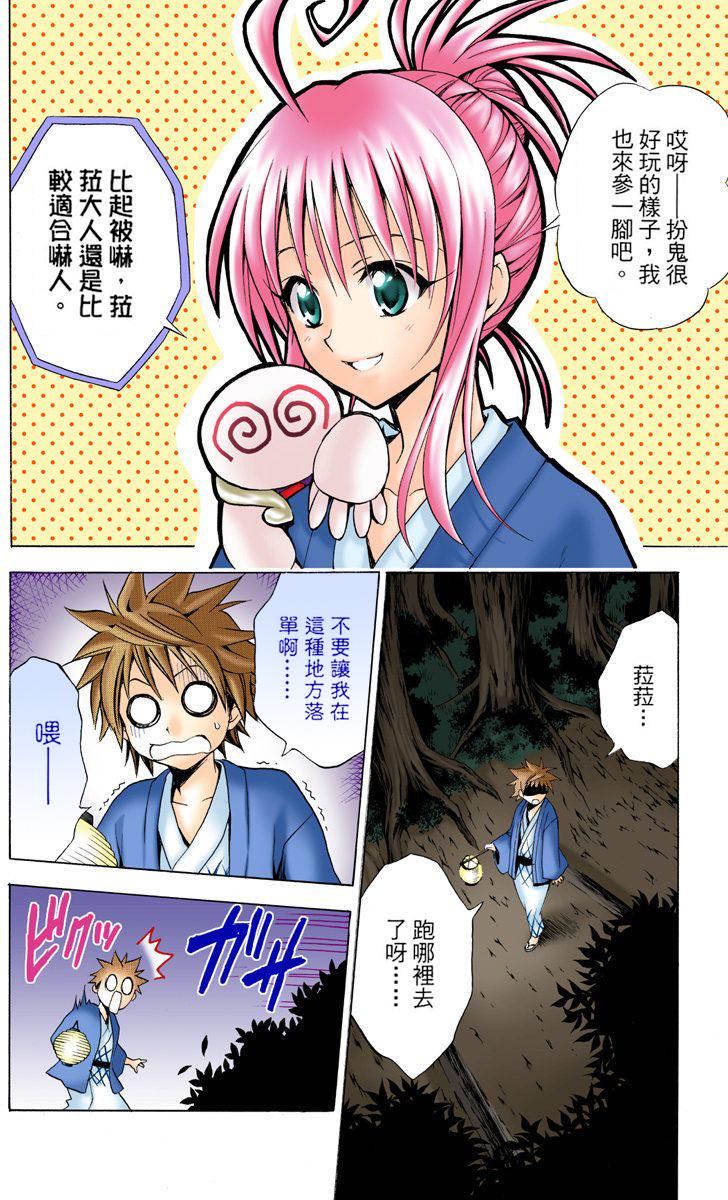 哎呀——扮鬼很
好玩的樣子，我
也來參一腳吧。
比起被嚇，菈
菈大人還是比
較適合嚇人。
菈菈…
跑哪裡去
了呀……
不要讓我在
這種地方落
單啊……
喂——
ガサ
ビクッ